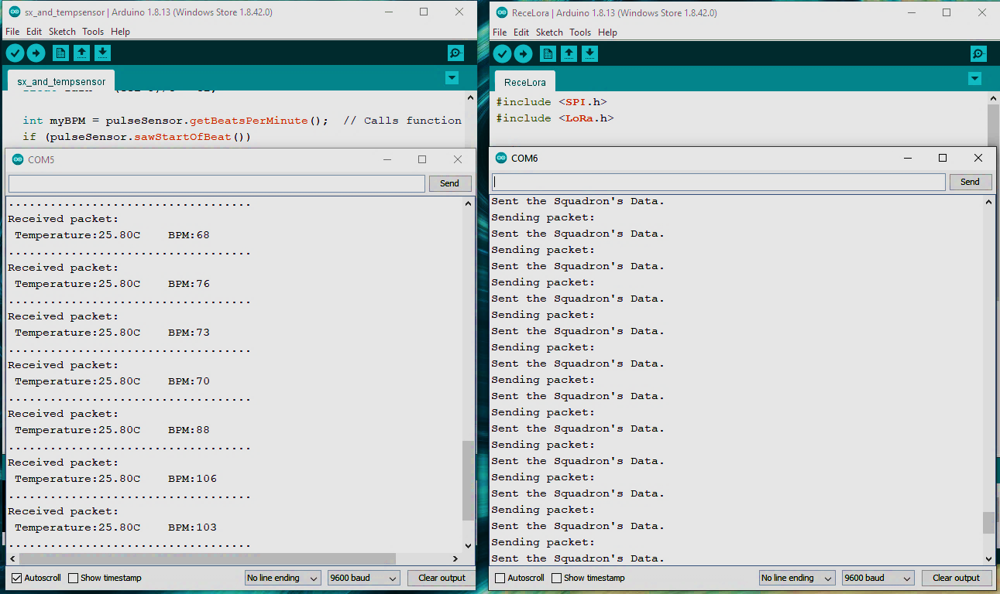 sx_and_tempsensor | Arduino 1.8.13 (Windows Store 1.8.42.0)
File Edit Sketch Tools Help
sx_and_tempsensor
int myBPM = pulseSensor.getBeatsPerMinute();  // Calls function
if (pulseSensor.sawStartOfBeat())
COM5
Send
...................................
Received packet:
Temperature:25.80C    BPM:68
...................................
Received packet:
Temperature:25.80C    BPM:76
...................................
Received packet:
Temperature:25.80C    BPM:73
...................................
Received packet:
Temperature:25.80C    BPM:70
...................................
Received packet:
Temperature:25.80C    BPM:88
...................................
Received packet:
Temperature:25.80C    BPM:106
...................................
Received packet:
Temperature:25.80C    BPM:103
...................................
Autoscroll Show timestamp No line ending 9600 baud Clear output
ReceLora | Arduino 1.8.13 (Windows Store 1.8.42.0)
File Edit Sketch Tools Help
ReceLora
#include <SPI.h>
#include <LoRa.h>
COM6
Send
Sent the Squadron's Data.
Sending packet:
Sent the Squadron's Data.
Sending packet:
Sent the Squadron's Data.
Sending packet:
Sent the Squadron's Data.
Sending packet:
Sent the Squadron's Data.
Sending packet:
Sent the Squadron's Data.
Sending packet:
Sent the Squadron's Data.
Sending packet:
Sent the Squadron's Data.
Sending packet:
Sent the Squadron's Data.
Sending packet:
Sent the Squadron's Data.
Sending packet:
Sent the Squadron's Data.
Sending packet:
Sent the Squadron's Data.
Autoscroll Show timestamp No line ending 9600 baud Clear output